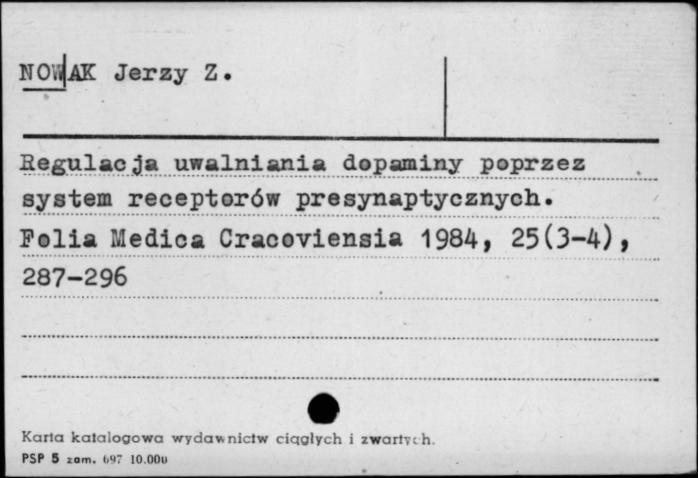 NOWAK Jerzy Z.
Regulacja uwalniania dopaminy poprzez
system receptorów presynaptycznych.
Folia Medica Cracoviensia 1984, 25(3-4),
287-296
Karta katalogowa wydawnictw ciągłych i zwartych.
PSP 5 zam. 697 10.000